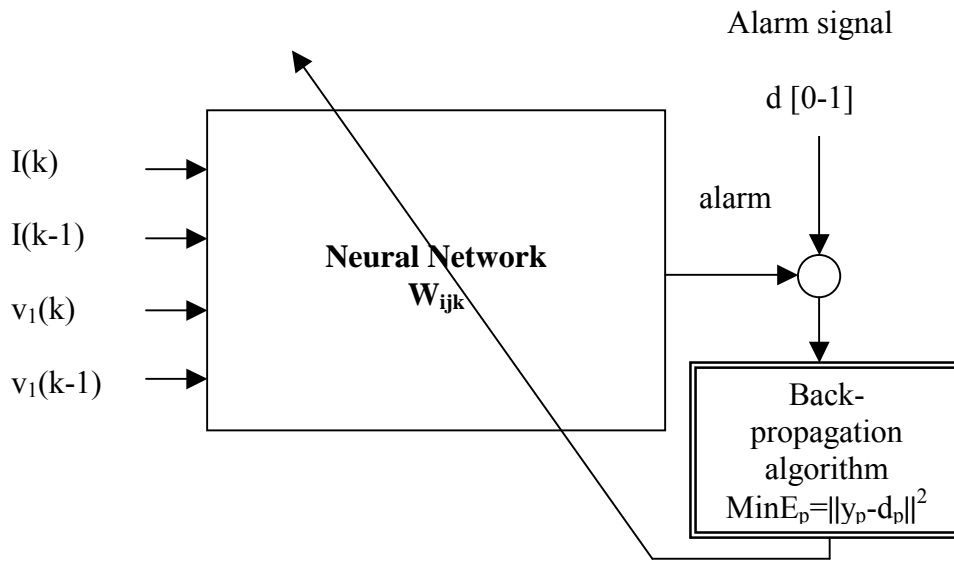 Alarm signal
d [0-1]
I(k)
I(k-1)
v₁(k)
v₁(k-1)
Neural Network
Wᵢⱼₖ
alarm
Back-
propagation
algorithm
MinEₚ=||yₚ-dₚ||²